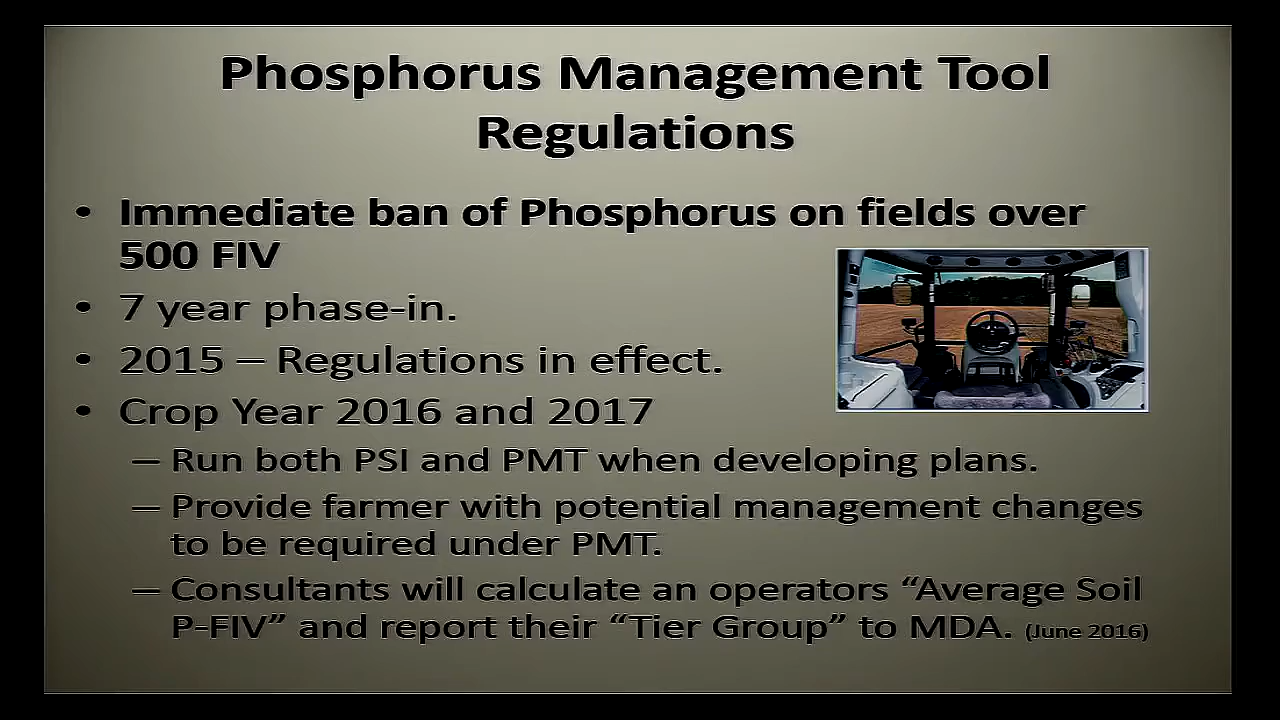 Phosphorus Management Tool
Regulations
• Immediate ban of Phosphorus on fields over
500 FIV
• 7 year phase-in.
• 2015 – Regulations in effect.
• Crop Year 2016 and 2017
– Run both PSI and PMT when developing plans.
– Provide farmer with potential management changes
to be required under PMT.
– Consultants will calculate an operators “Average Soil
P-FIV” and report their “Tier Group” to MDA. (June 2016)